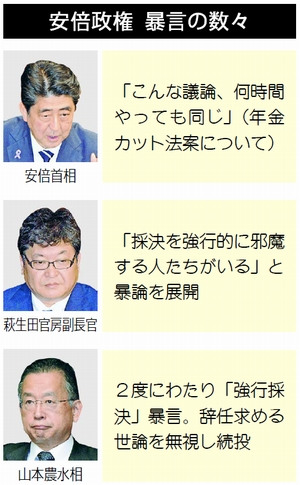 安倍政権 暴言の数々
「こんな議論、何時間
やっても同じ」(年金
カット法案について)
安倍首相
「採決を強行的に邪魔
する人たちがいる」と
暴論を展開
萩生田官房副長官
２度にわたり「強行採
決」暴言。辞任求める
世論を無視し続投
山本農水相